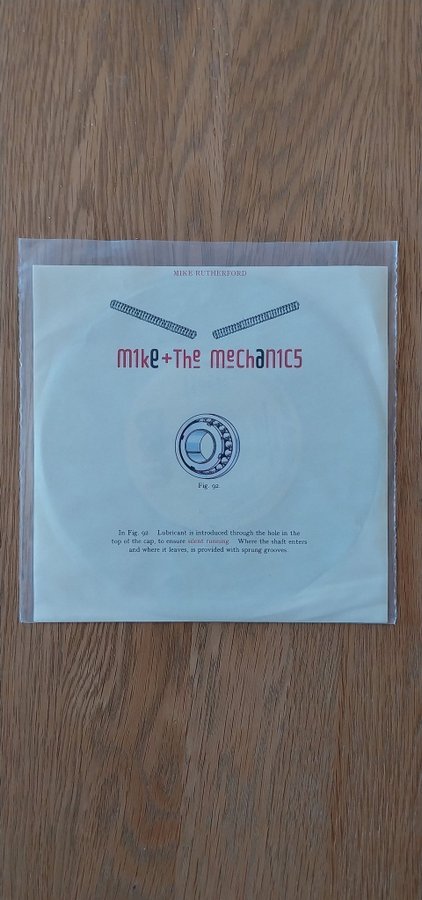 MIKE RUTHERFORD
m1ke+The mechan1c5
Fig. 92.
In Fig. 92. Lubricant is introduced through the hole in the
top of the cap, to ensure silent running. Where the shaft enters
and where it leaves, is provided with sprung grooves.